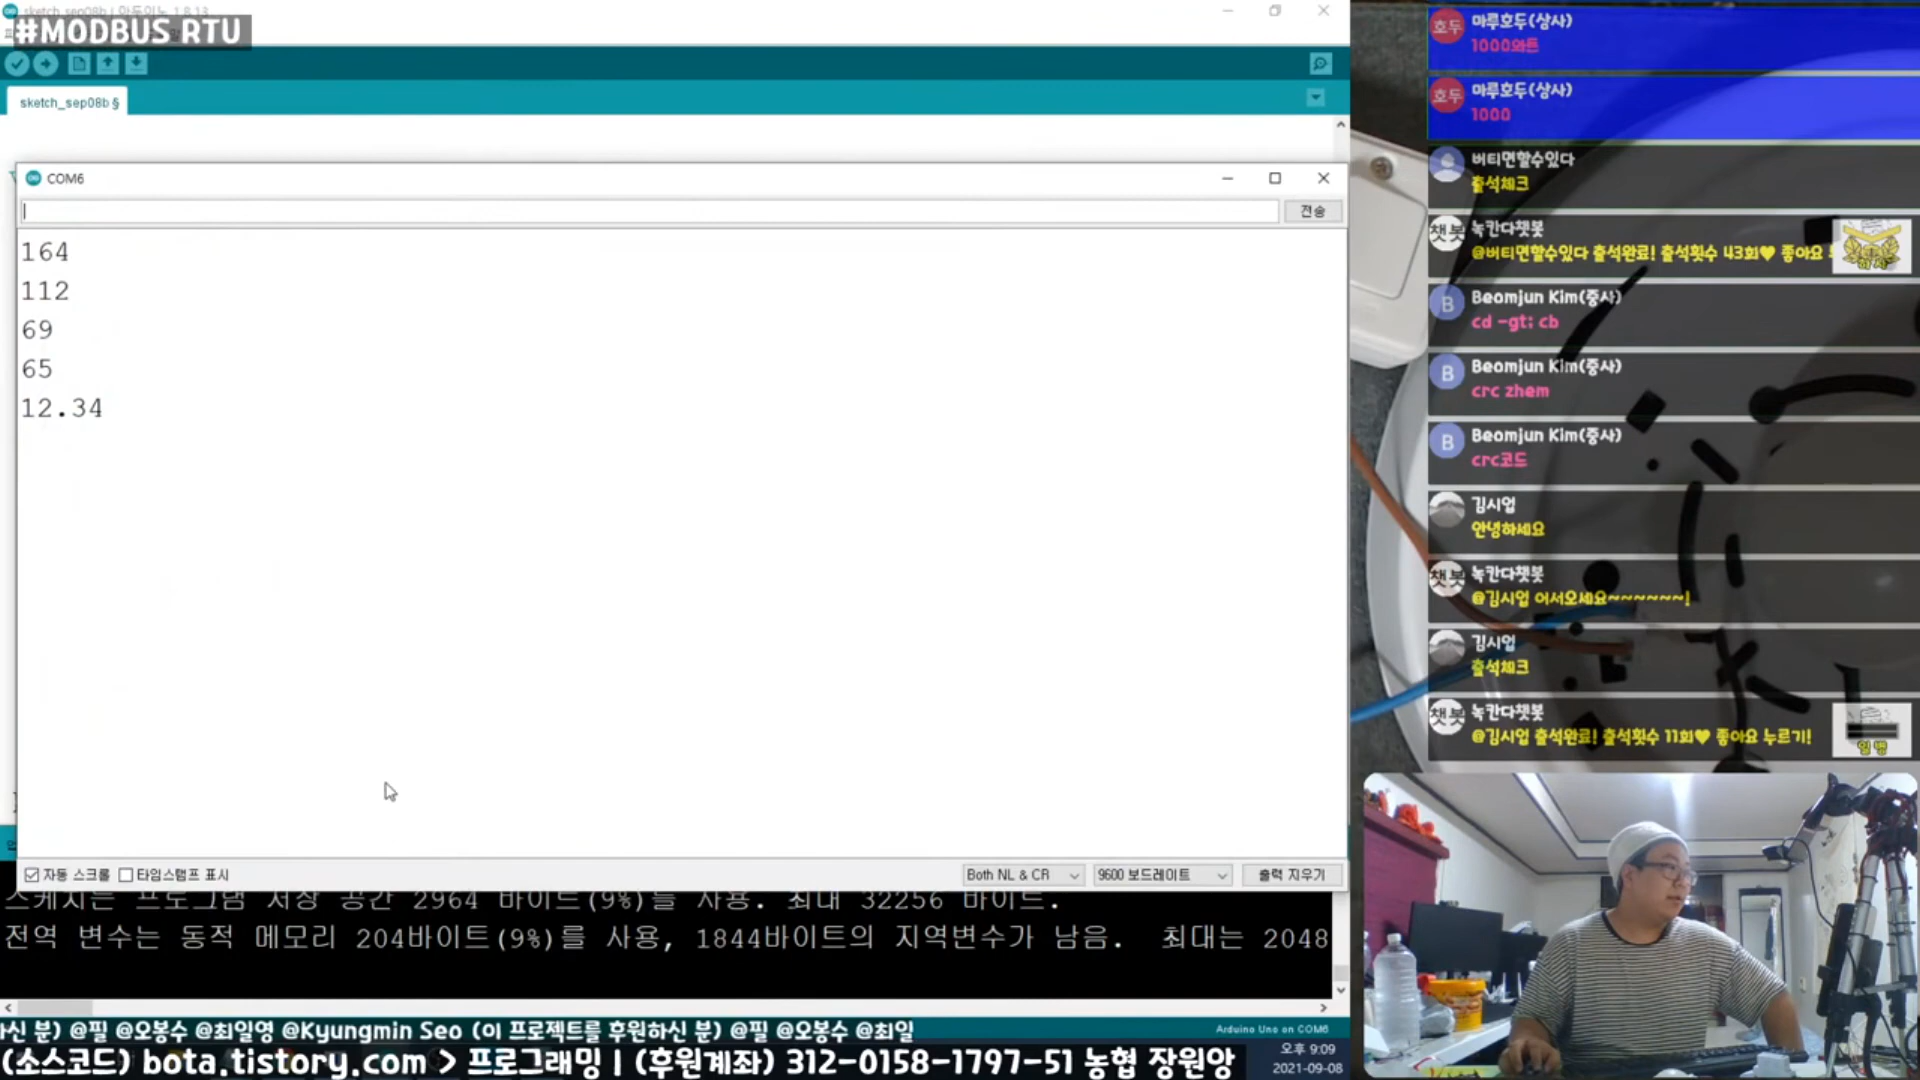 #MODBUS RTU
sketch_sep08b §
COM6
전송
164
112
69
65
12.34
자동 스크롤
타임스탬프 표시
Both NL & CR
9600 보드레이트
출력 지우기
스케치는 프로그램 저장 공간 2964 바이트(9%)를 사용. 최대 32256 바이트.
전역 변수는 동적 메모리 204바이트(9%)를 사용, 1844바이트의 지역변수가 남음. 최대는 2048
Arduino Uno on COM6
하신 분) @필 @오봉수 @최일영 @Kyungmin Seo (이 프로젝트를 후원하신 분) @필 @오봉수 @최일
(소스코드) bota.tistory.com > 프로그래밍 | (후원계좌) 312-0158-1797-51 농협 장원앙
오후 9:09
2021-09-08
호두
마루호두(상사)
1000와트
호두
마루호두(상사)
1000
버티면할수있다
출석체크
챗봇
녹칸다챗봇
@버티면할수있다 출석완료! 출석횟수 43회♥ 좋아요
B
Beomjun Kim(중사)
cd -gt; cb
B
Beomjun Kim(중사)
crc zhem
B
Beomjun Kim(중사)
crc코드
김시업
안녕하세요
챗봇
녹칸다챗봇
@김시업 어서오세요~~~~~~!
김시업
출석체크
챗봇
녹칸다챗봇
@김시업 출석완료! 출석횟수 11회♥ 좋아요 누르기!
일병